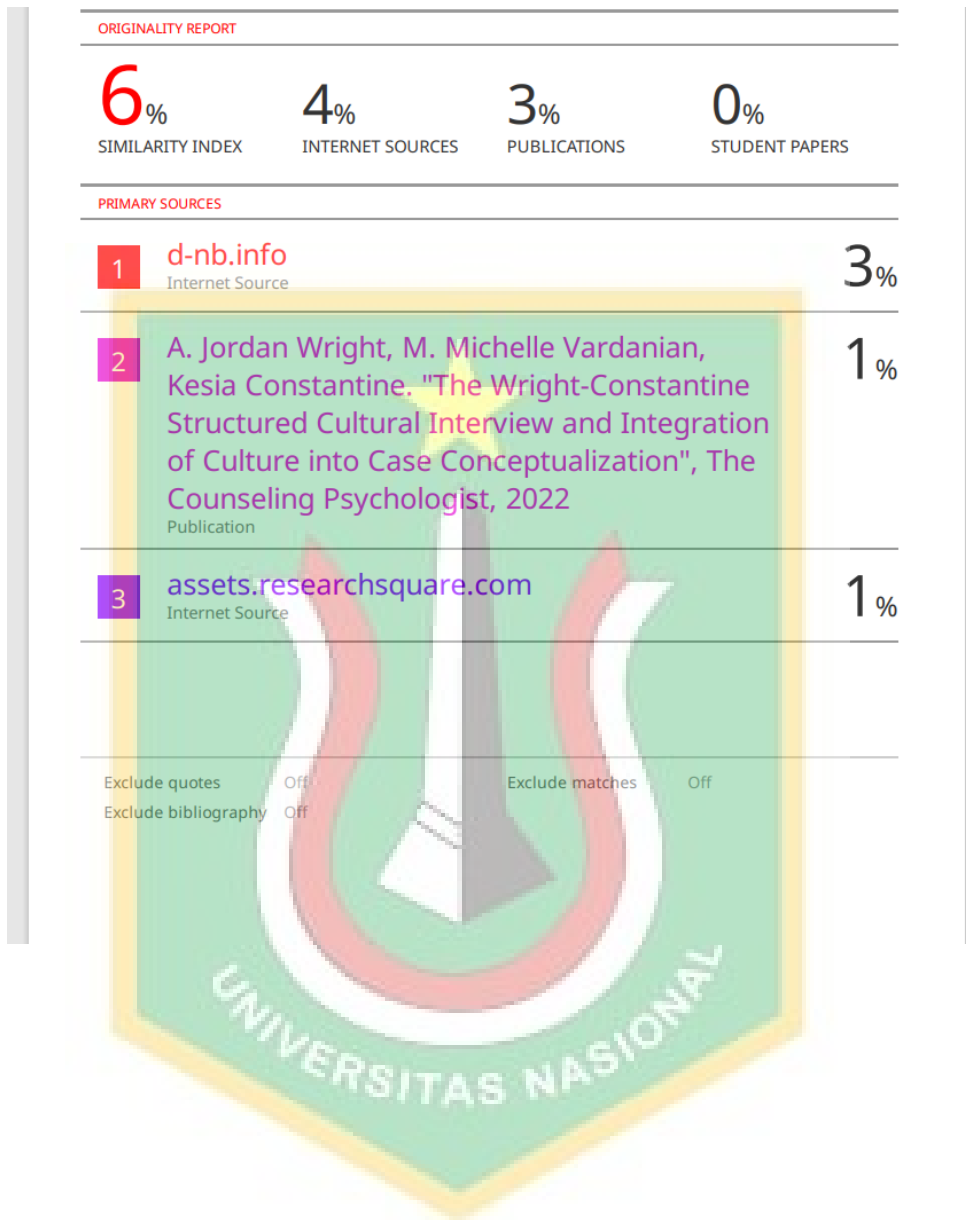 ORIGINALITY REPORT
6%
4%
3%
0%
SIMILARITY INDEX
INTERNET SOURCES
PUBLICATIONS
STUDENT PAPERS
PRIMARY SOURCES
1
d-nb.info
Internet Source
3%
2
A. Jordan Wright, M. Michelle Vardanian,
Kesia Constantine. "The Wright-Constantine
Structured Cultural Interview and Integration
of Culture into Case Conceptualization", The
Counseling Psychologist, 2022
Publication
1%
3
assets.researchsquare.com
Internet Source
1%
Exclude quotes Off
Exclude matches Off
Exclude bibliography Off
UNIVERSITAS NASIONAL